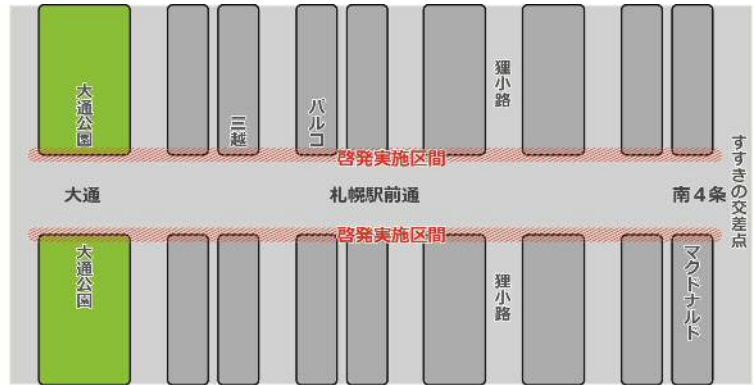 大通公園
三越
パルコ
狸小路
啓発実施区間
大通
札幌駅前通
南4条
すすきの交差点
啓発実施区間
大通公園
狸小路
マクドナルド